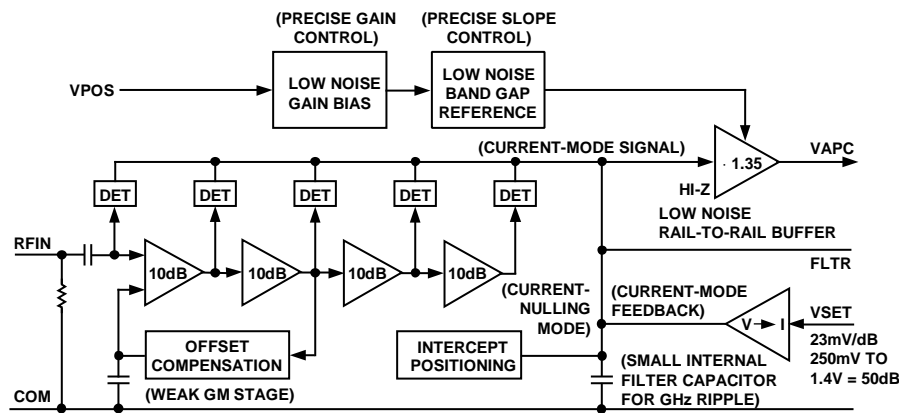 (PRECISE GAIN
CONTROL)
(PRECISE SLOPE
CONTROL)
VPOS
LOW NOISE
GAIN BIAS
LOW NOISE
BAND GAP
REFERENCE
(CURRENT-MODE SIGNAL)
· 1.35
VAPC
HI-Z
DET
DET
DET
DET
DET
LOW NOISE
RAIL-TO-RAIL BUFFER
RFIN
10dB
10dB
10dB
10dB
FLTR
(CURRENT-
NULLING
MODE)
(CURRENT-MODE
FEEDBACK)
V
I
VSET
23mV/dB
250mV TO
1.4V = 50dB
OFFSET
COMPENSATION
INTERCEPT
POSITIONING
(WEAK GM STAGE)
(SMALL INTERNAL
FILTER CAPACITOR
FOR GHz RIPPLE)
COM